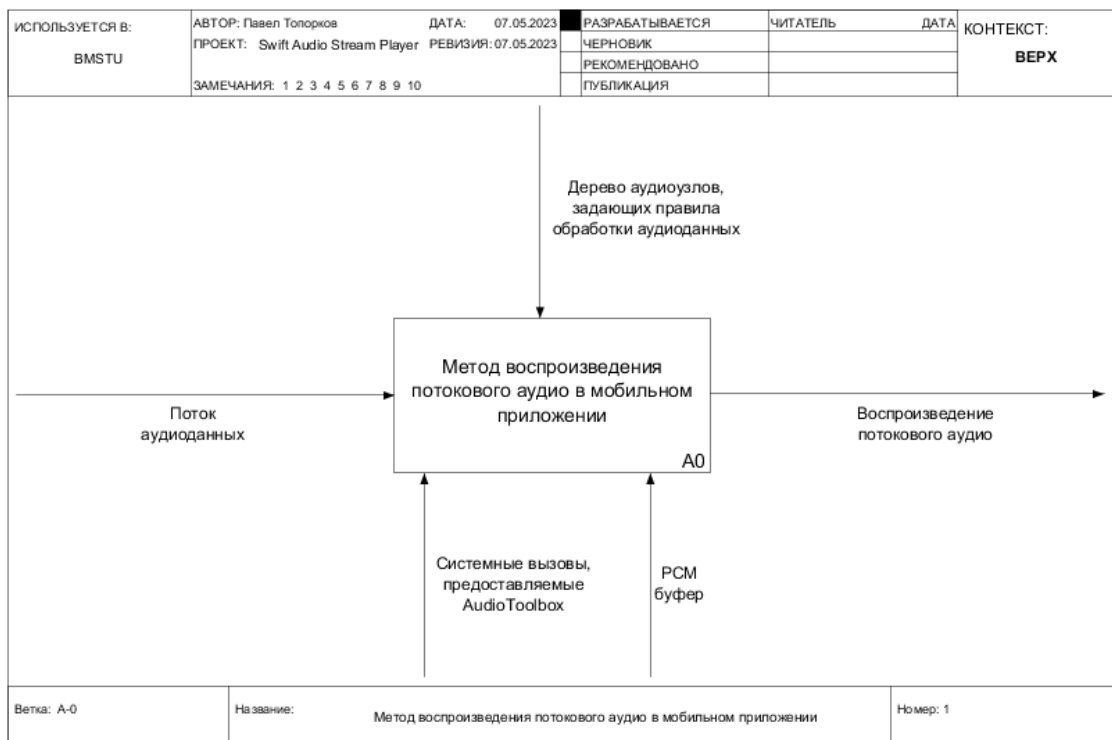 ИСПОЛЬЗУЕТСЯ В:
BMSTU
АВТОР: Павел Топорков
ДАТА: 07.05.2023
ПРОЕКТ: Swift Audio Stream Player
РЕВИЗИЯ: 07.05.2023
ЗАМЕЧАНИЯ: 1 2 3 4 5 6 7 8 9 10
РАЗРАБАТЫВАЕТСЯ
ЧЕРНОВИК
РЕКОМЕНДОВАНО
ПУБЛИКАЦИЯ
ЧИТАТЕЛЬ
ДАТА
КОНТЕКСТ:
ВЕРХ
Дерево аудиоузлов,
задающих правила
обработки аудиоданных
Метод воспроизведения
потокового аудио в мобильном
приложении
A0
Поток
аудиоданных
Воспроизведение
потокового аудио
Системные вызовы,
предоставляемые
AudioToolbox
PCM
буфер
Ветка: A-0
Название:
Метод воспроизведения потокового аудио в мобильном приложении
Номер: 1